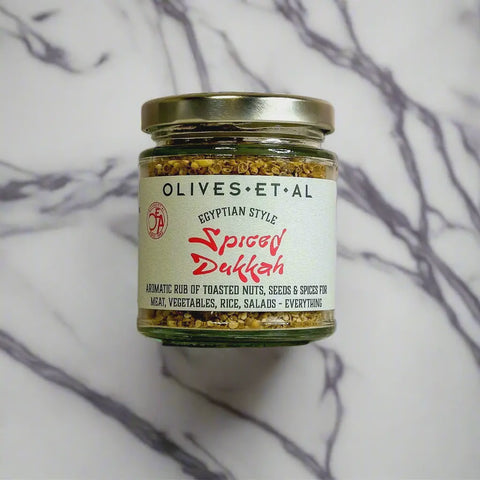 OLIVES•ET•AL
EGYPTIAN STYLE
Spiced
Dukkah
AROMATIC RUB OF TOASTED NUTS, SEEDS & SPICES FOR
MEAT, VEGETABLES, RICE, SALADS - EVERYTHING